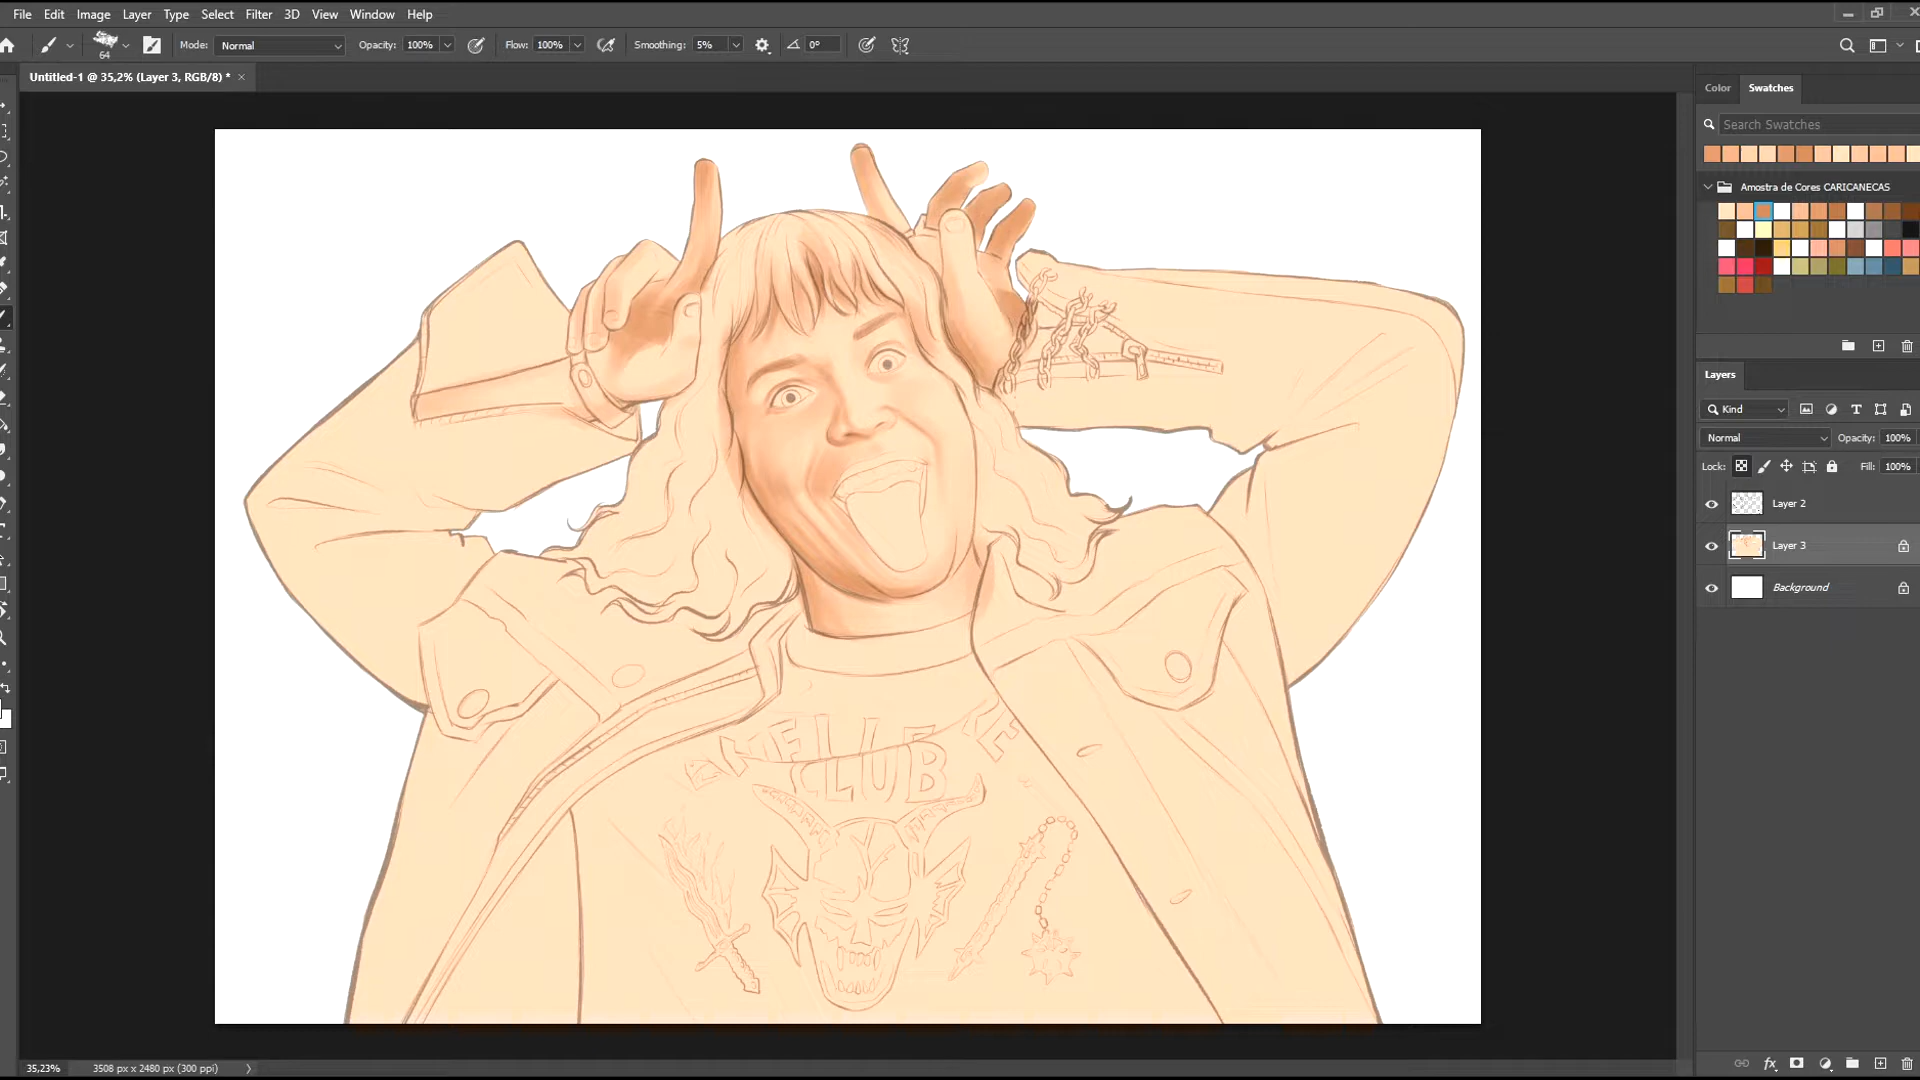 File Edit Image Layer Type Select Filter 3D View Window Help
64 Mode: Normal Opacity: 100% Flow: 100% Smoothing: 5% 0°
Untitled-1 @ 35,2% (Layer 3, RGB/8) *
Color Swatches
Search Swatches
Amostra de Cores CARICANECAS
Layers
Kind
Normal Opacity: 100%
Lock: Fill: 100%
Layer 2
Layer 3
Background
CLUB
35,23% 3508 px x 2480 px (300 ppi)